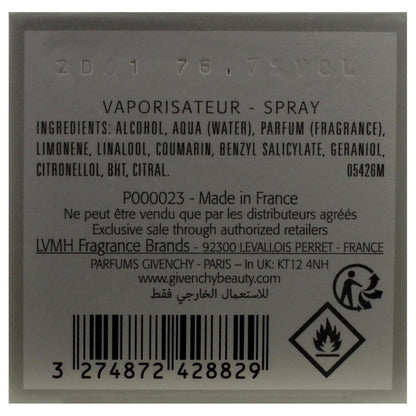 2D01 76,7%VOL
VAPORISATEUR - SPRAY
INGREDIENTS: ALCOHOL, AQUA (WATER), PARFUM (FRAGRANCE),
LIMONENE, LINALOOL, COUMARIN, BENZYL SALICYLATE, GERANIOL,
CITRONELLOL, BHT, CITRAL. 05426M
P000023 - Made in France
Ne peut être vendu que par les distributeurs agréés
Exclusive sale through authorized retailers
LVMH Fragrance Brands - 92300 LEVALLOIS PERRET - FRANCE
PARFUMS GIVENCHY - PARIS – In UK: KT12 4NH
www.givenchybeauty.com
للاستعمال الخارجي فقط
3 274872 428829